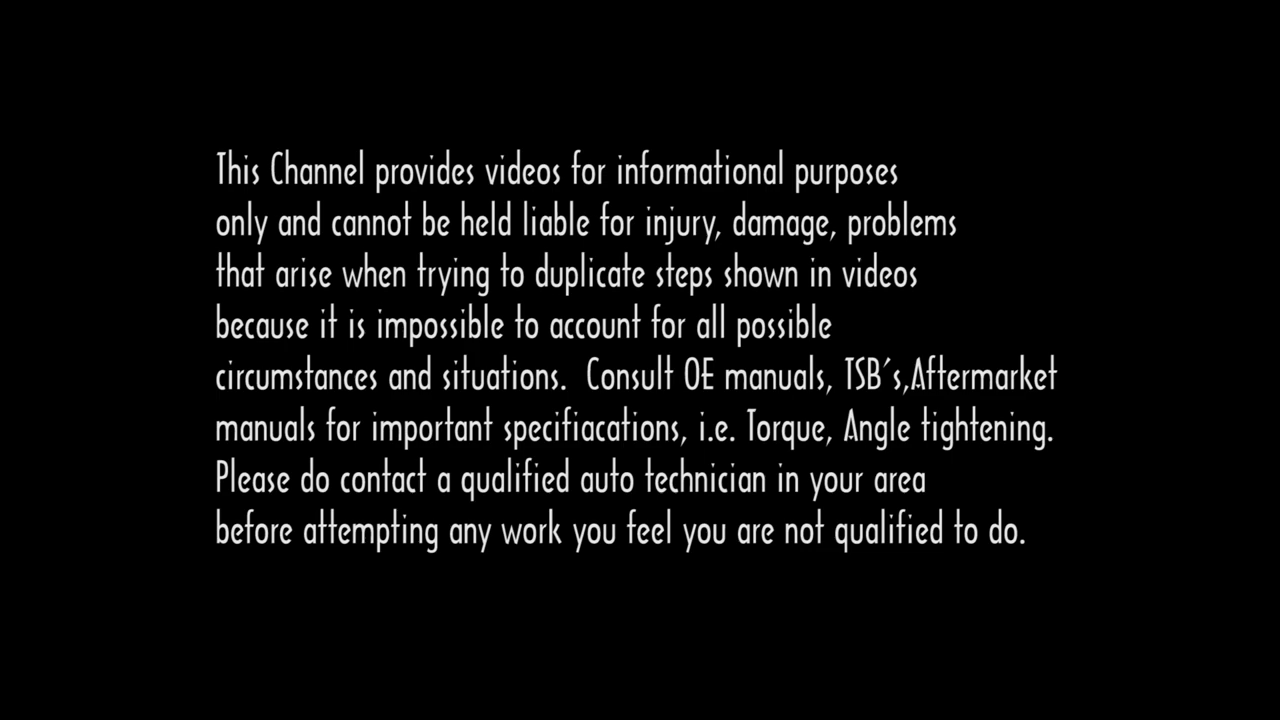 This Channel provides videos for informational purposes
only and cannot be held liable for injury, damage, problems
that arise when trying to duplicate steps shown in videos
because it is impossible to account for all possible
circumstances and situations.  Consult OE manuals, TSB's,Aftermarket
manuals for important specifiacations, i.e. Torque, Angle tightening.
Please do contact a qualified auto technician in your area
before attempting any work you feel you are not qualified to do.